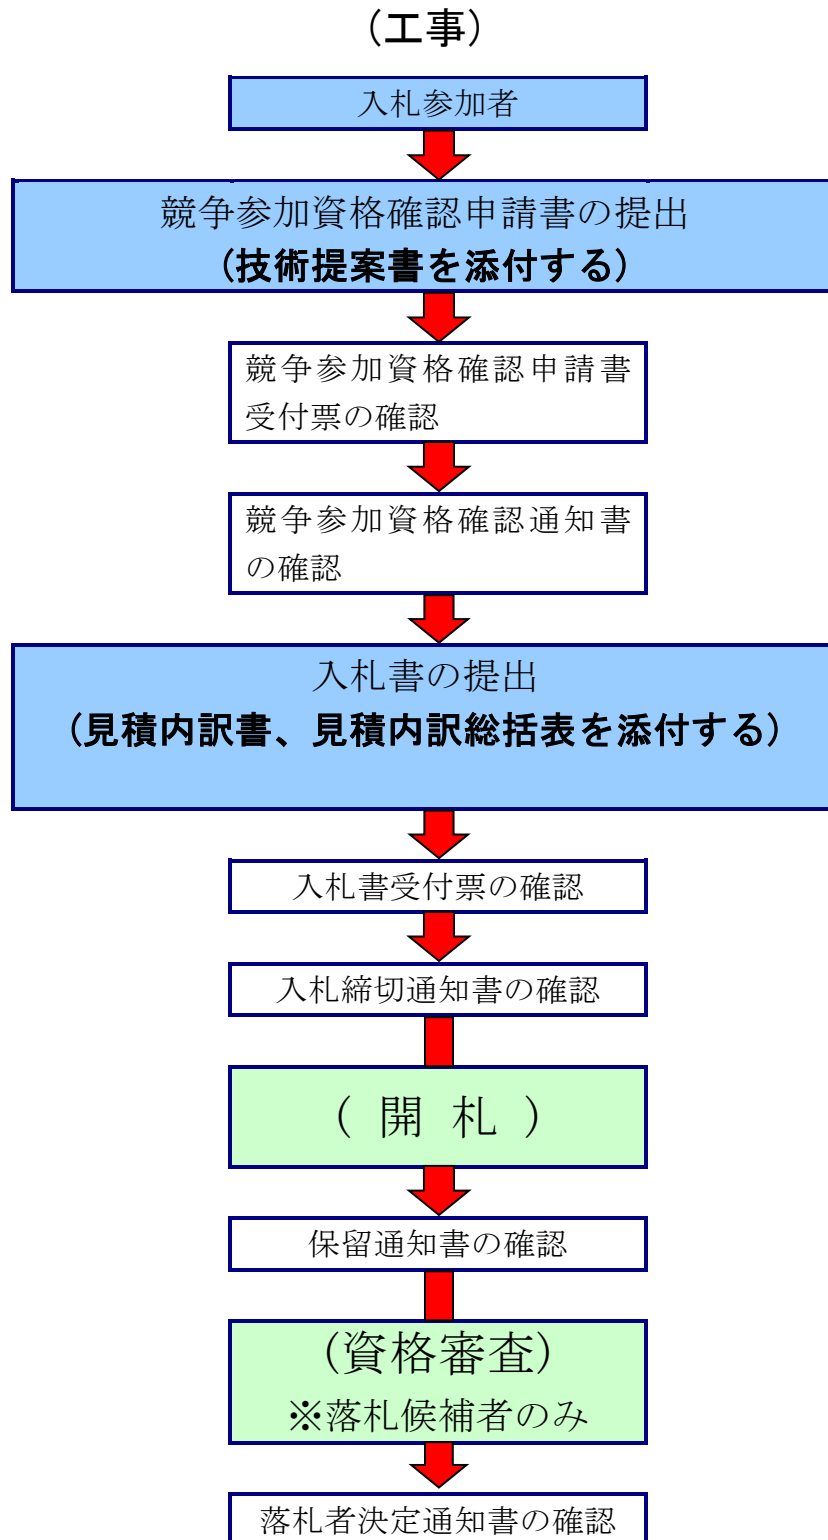 （工事）
入札参加者
競争参加資格確認申請書の提出
（技術提案書を添付する）
競争参加資格確認申請書
受付票の確認
競争参加資格確認通知書
の確認
入札書の提出
（見積内訳書、見積内訳総括表を添付する）
入札書受付票の確認
入札締切通知書の確認
（ 開 札 ）
保留通知書の確認
（資格審査）
※落札候補者のみ
落札者決定通知書の確認